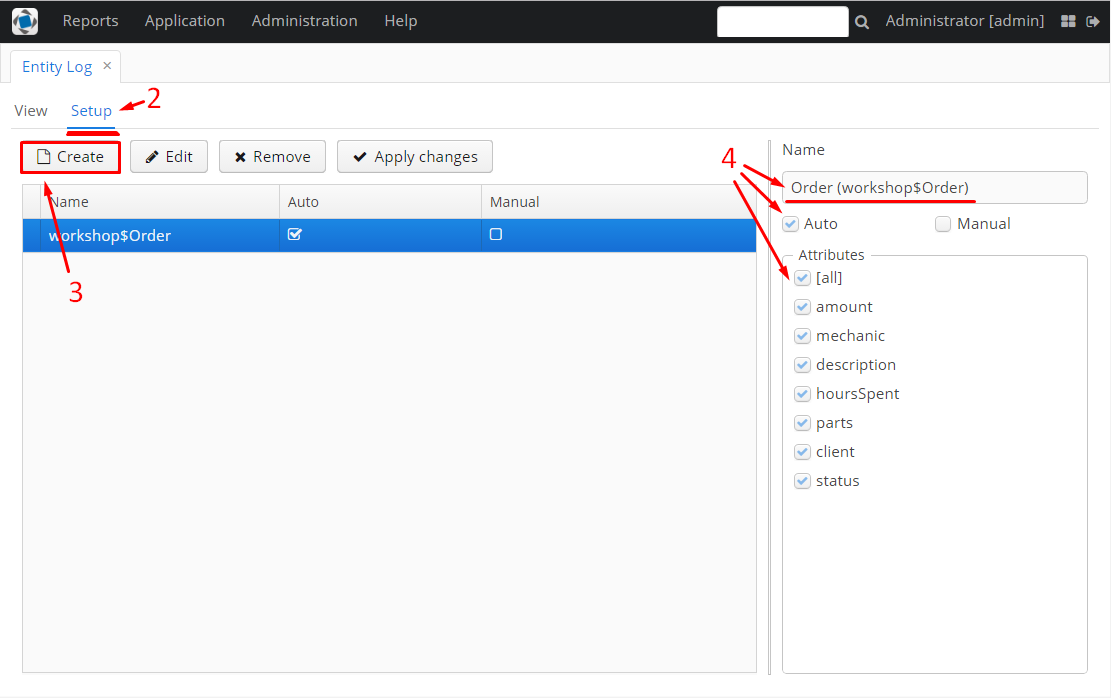 Reports Application Administration Help Administrator [admin]
Entity Log ×
View Setup 2
Create Edit Remove Apply changes
Name Auto Manual
workshop$Order
3
Name
4
Order (workshop$Order)
Auto Manual
Attributes
[all]
amount
mechanic
description
hoursSpent
parts
client
status